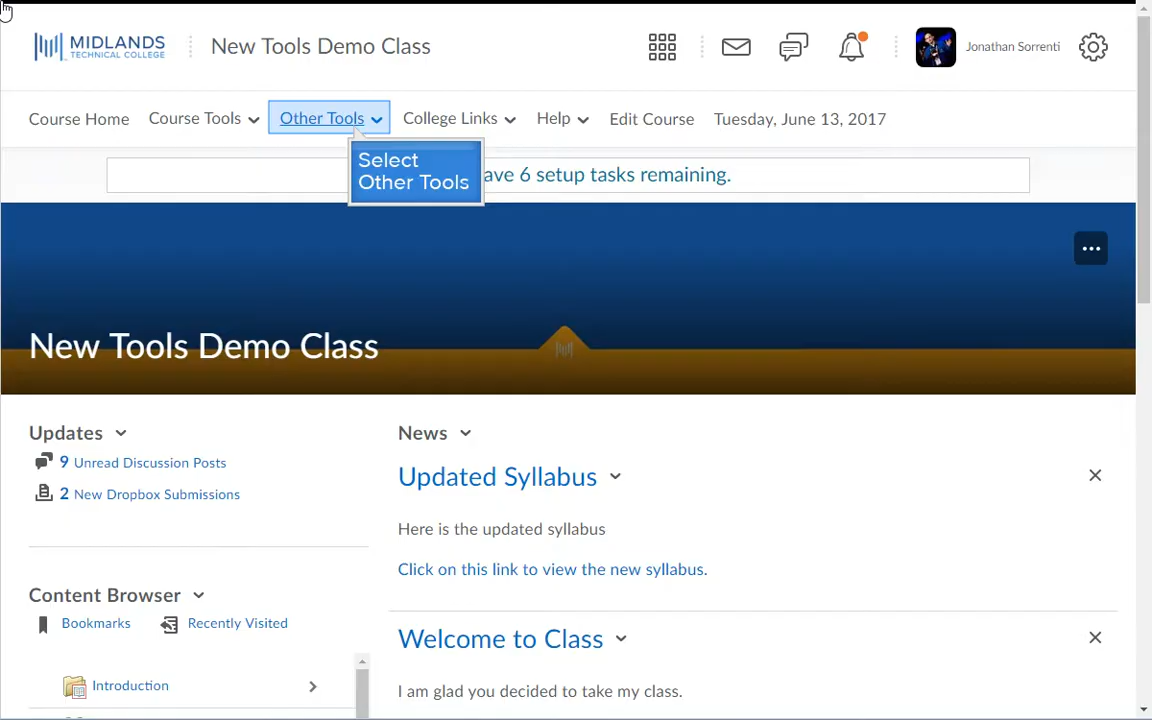 MIDLANDS
TECHNICAL COLLEGE
New Tools Demo Class
Jonathan Sorrenti
Course Home
Course Tools
Other Tools
College Links
Help
Edit Course
Tuesday, June 13, 2017
Select
Other Tools
ave 6 setup tasks remaining.
New Tools Demo Class
Updates
9 Unread Discussion Posts
2 New Dropbox Submissions
Content Browser
Bookmarks
Recently Visited
Introduction
News
Updated Syllabus
Here is the updated syllabus
Click on this link to view the new syllabus.
Welcome to Class
I am glad you decided to take my class.